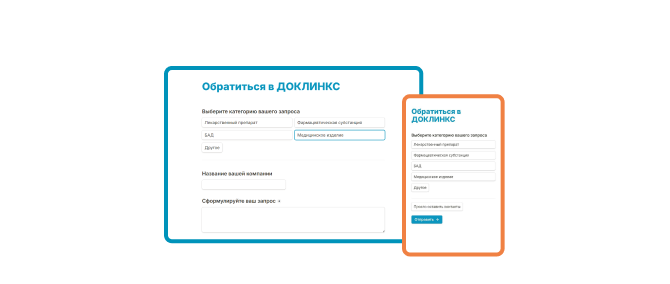 Обратиться в ДОКЛИНКС
Выберите категорию вашего запроса
Лекарственный препарат
Фармацевтическая субстанция
БАД
Медицинское изделие
Другое
Название вашей компании
Сформулируйте ваш запрос *
Обратиться в
ДОКЛИНКС
Выберите категорию вашего запроса
Лекарственный препарат
Фармацевтическая субстанция
БАД
Медицинское изделие
Другое
оставить контакты
Отправить →